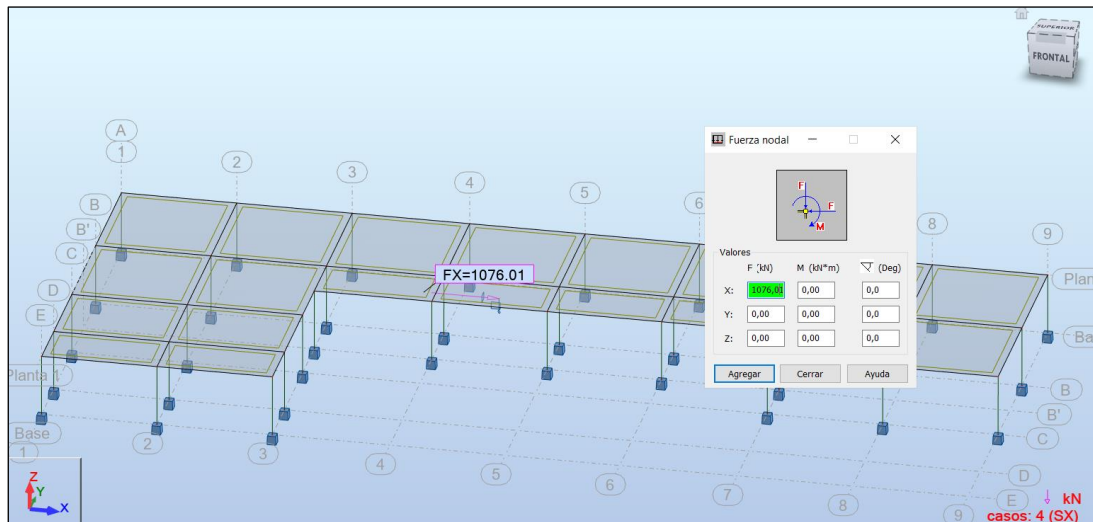 SUPERIOR
FRONTAL
A
1
2
3
4
5
6
8
9
B
B'
C
D
E
FX=1076.01
Fuerza nodal
F
F
M
Valores
F (kN) M (kN*m) (Deg)
X: 1076,01 0,00 0,0
Y: 0,00 0,00 0,0
Z: 0,00 0,00 0,0
Agregar Cerrar Ayuda
Plan
Ba
Planta 1
Base
1
2
3
4
5
6
7
8
9
B
B'
C
D
E
Z
Y
X
kN
casos: 4 (SX)